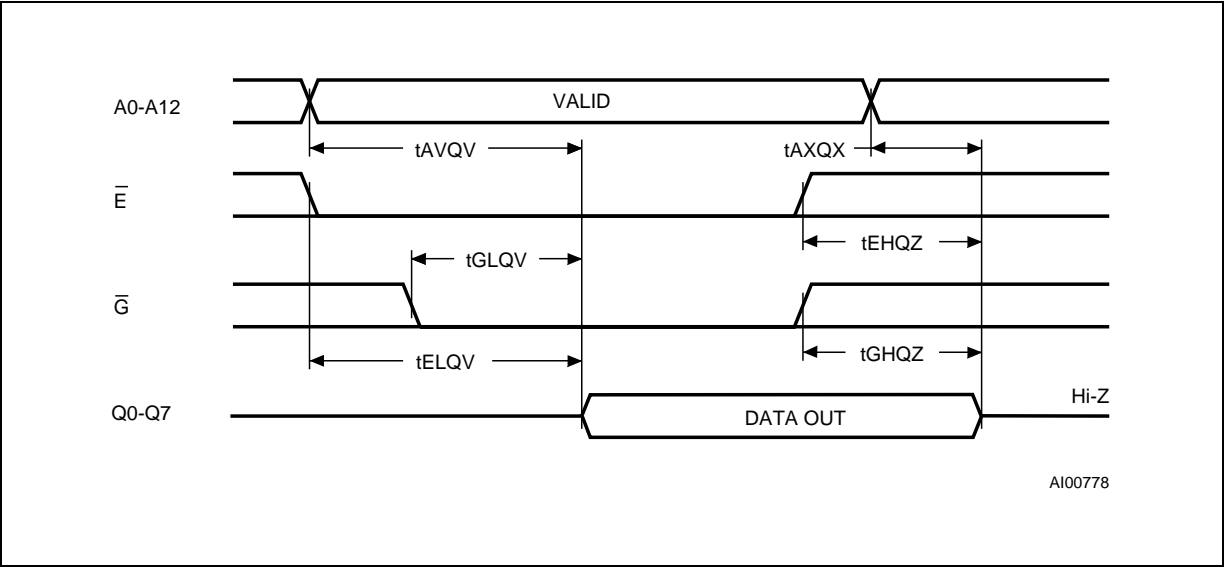 A0-A12
VALID
tAVQV
tAXQX
E̅
tEHQZ
tGLQV
G̅
tGHQZ
tELQV
Hi-Z
Q0-Q7
DATA OUT
AI00778